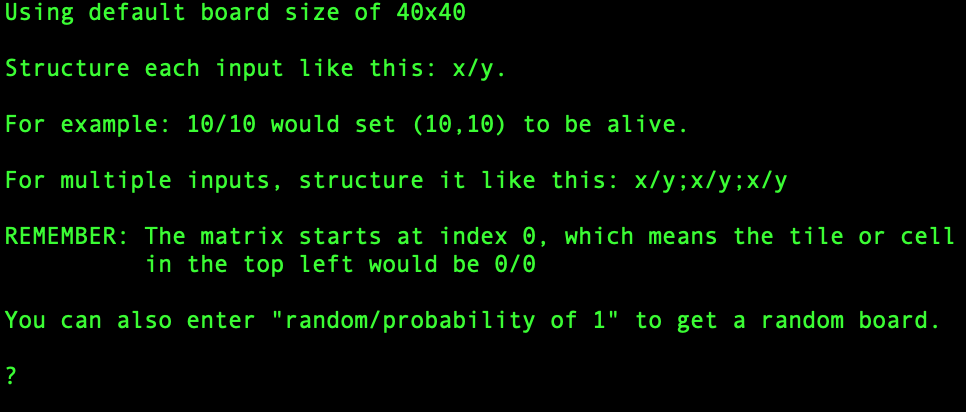 Using default board size of 40x40
Structure each input like this: x/y.
For example: 10/10 would set (10,10) to be alive.
For multiple inputs, structure it like this: x/y;x/y;x/y
REMEMBER: The matrix starts at index 0, which means the tile or cell
in the top left would be 0/0
You can also enter "random/probability of 1" to get a random board.
?